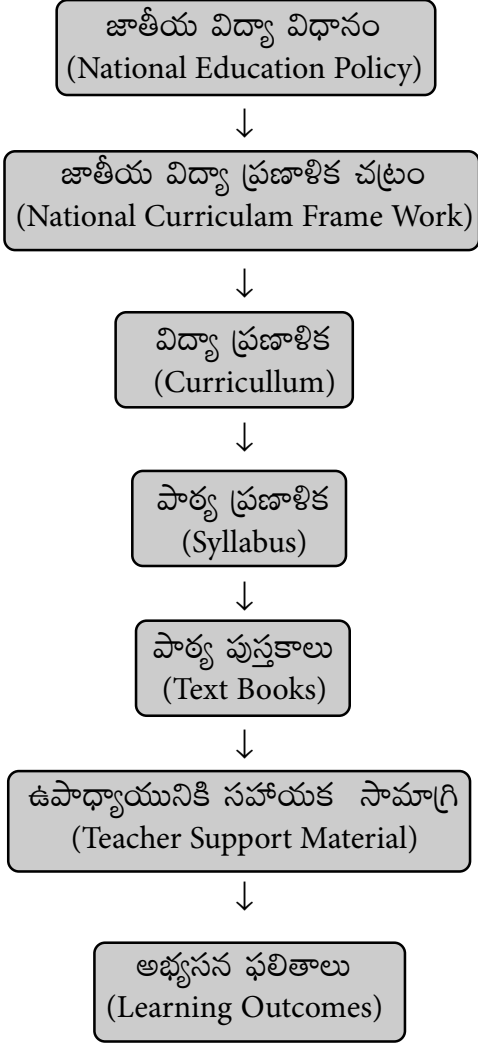 జాతీయ విద్యా విధానం
(National Education Policy)
↓
జాతీయ విద్యా ప్రణాళిక చట్రం
(National Curriculam Frame Work)
↓
విద్యా ప్రణాళిక
(Curricullum)
↓
పాఠ్య ప్రణాళిక
(Syllabus)
↓
పాఠ్య పుస్తకాలు
(Text Books)
↓
ఉపాధ్యాయునికి సహాయక సామాగ్రి
(Teacher Support Material)
↓
అభ్యసన ఫలితాలు
(Learning Outcomes)